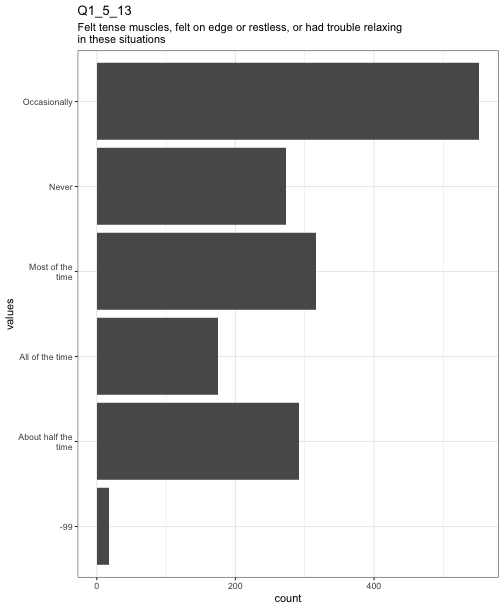 Q1_5_13
Felt tense muscles, felt on edge or restless, or had trouble relaxing
in these situations
values
Occasionally
Never
Most of the
time
All of the time
About half the
time
-99
0 200 400
count